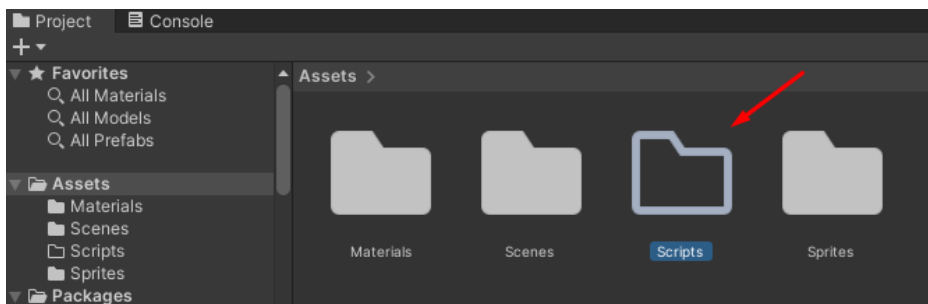 Project Console
Favorites
All Materials
All Models
All Prefabs
Assets
Materials
Scenes
Scripts
Sprites
Packages
Assets >
Materials Scenes Scripts Sprites